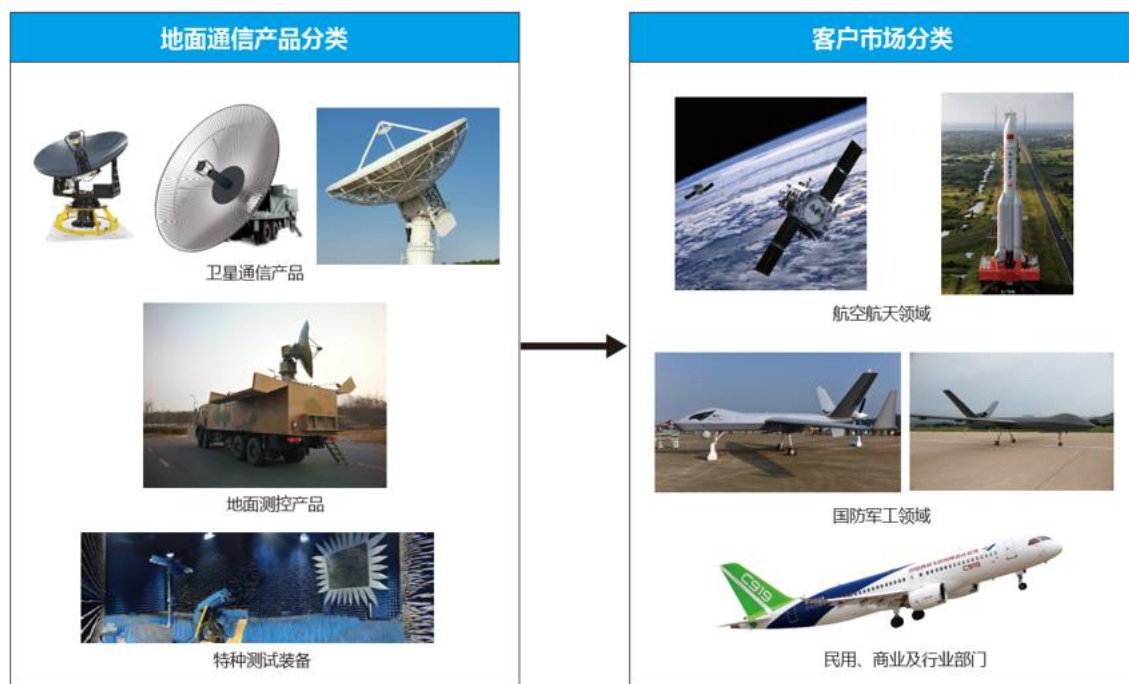 地面通信产品分类
卫星通信产品
地面测控产品
特种测试装备
客户市场分类
航空航天领域
国防军工领域
C919
C919
民用、商业及行业部门